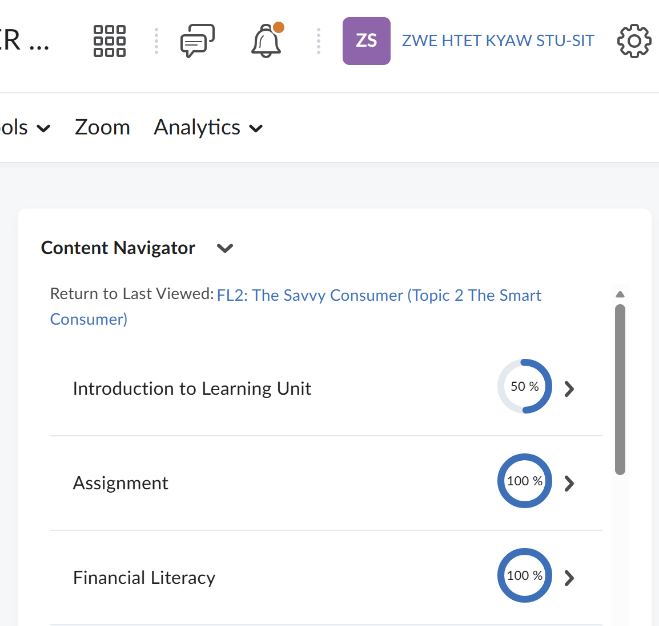 ER ...
ZS
ZWE HTET KYAW STU-SIT
ols
Zoom
Analytics
Content Navigator
Return to Last Viewed: FL2: The Savvy Consumer (Topic 2 The Smart
Consumer)
Introduction to Learning Unit
50 %
Assignment
100 %
Financial Literacy
100 %